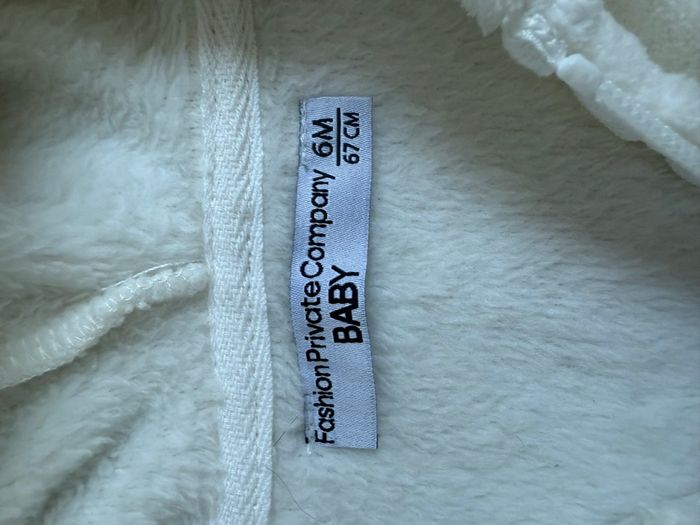 Fashion Private Company
BABY
6M
67 CM